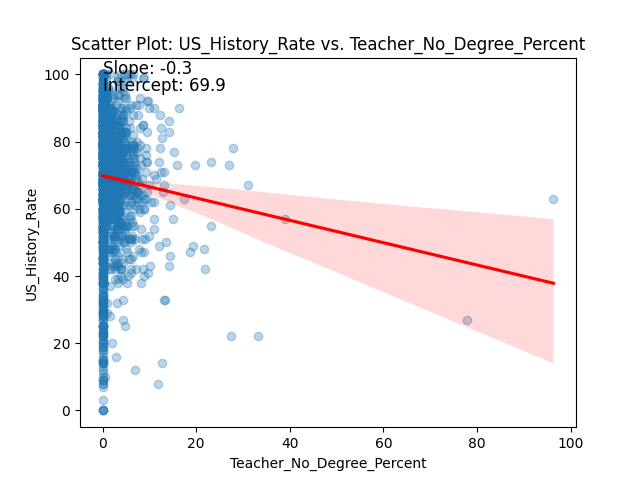 Scatter Plot: US_History_Rate vs. Teacher_No_Degree_Percent
Slope: -0.3
Intercept: 69.9
100
80
60
40
20
0
US_History_Rate
0 20 40 60 80 100
Teacher_No_Degree_Percent